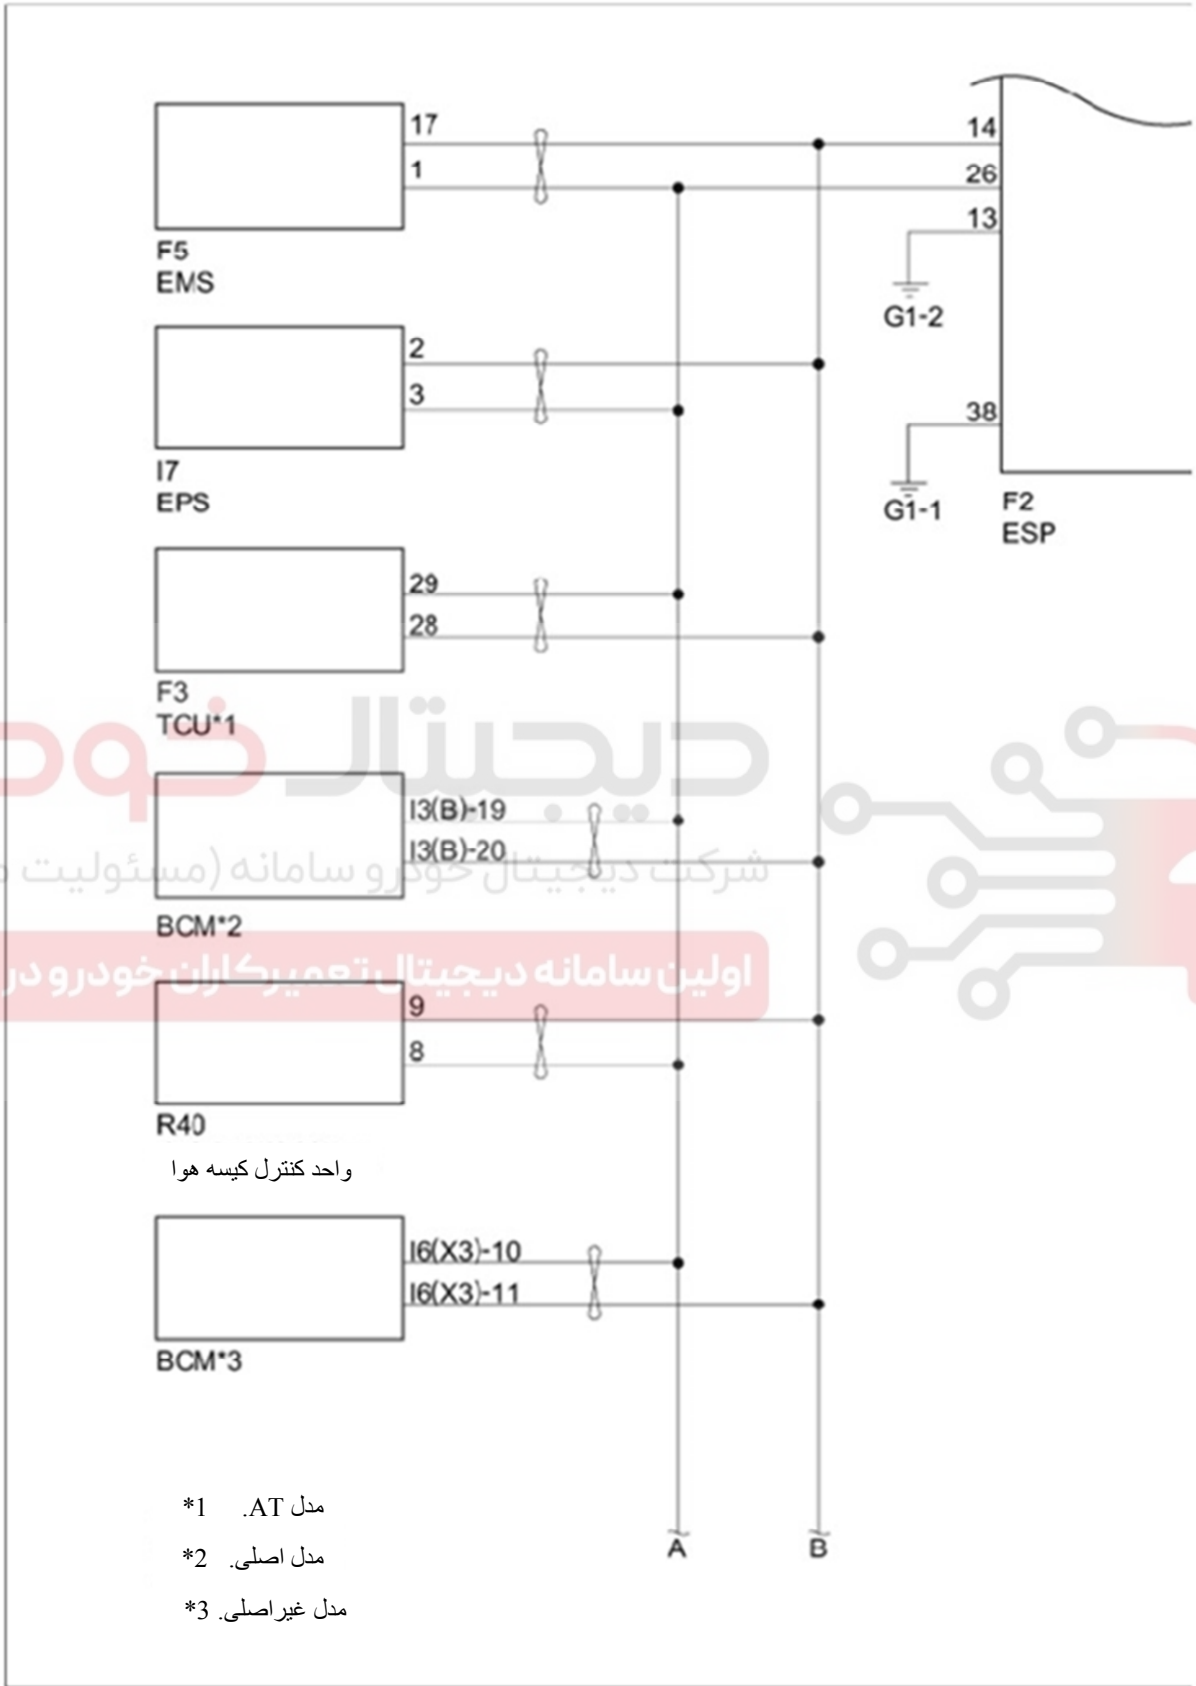 17
1
F5
EMS
14
26
13
G1-2
2
3
I7
EPS
38
G1-1
F2
ESP
29
28
F3
TCU*1
دیجیتال خود
I3(B)-19
I3(B)-20
شرکت دیجیتال خودرو سامانه (مسئولیت
BCM*2
اولین سامانه دیجیتال تعمیرکاران خودرو در
9
8
R40
واحد کنترل کیسه هوا
I6(X3)-10
I6(X3)-11
BCM*3
*1 مدل AT.
*2 مدل اصلی.
*3 مدل غیراصلی.
A
B